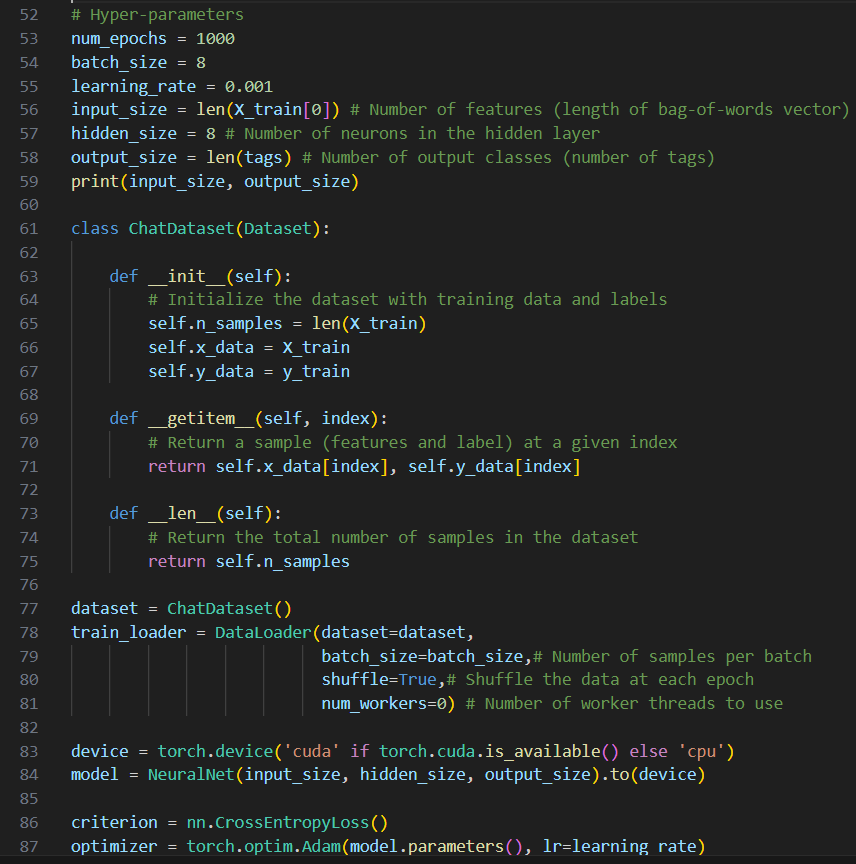 52 # Hyper-parameters
53 num_epochs = 1000
54 batch_size = 8
55 learning_rate = 0.001
56 input_size = len(X_train[0]) # Number of features (length of bag-of-words vector)
57 hidden_size = 8 # Number of neurons in the hidden layer
58 output_size = len(tags) # Number of output classes (number of tags)
59 print(input_size, output_size)
60
61 class ChatDataset(Dataset):
62
63     def __init__(self):
64         # Initialize the dataset with training data and labels
65         self.n_samples = len(X_train)
66         self.x_data = X_train
67         self.y_data = y_train
68
69     def __getitem__(self, index):
70         # Return a sample (features and label) at a given index
71         return self.x_data[index], self.y_data[index]
72
73     def __len__(self):
74         # Return the total number of samples in the dataset
75         return self.n_samples
76
77 dataset = ChatDataset()
78 train_loader = DataLoader(dataset=dataset,
79                           batch_size=batch_size,# Number of samples per batch
80                           shuffle=True,# Shuffle the data at each epoch
81                           num_workers=0) # Number of worker threads to use
82
83 device = torch.device('cuda' if torch.cuda.is_available() else 'cpu')
84 model = NeuralNet(input_size, hidden_size, output_size).to(device)
85
86 criterion = nn.CrossEntropyLoss()
87 optimizer = torch.optim.Adam(model.parameters(), lr=learning_rate)